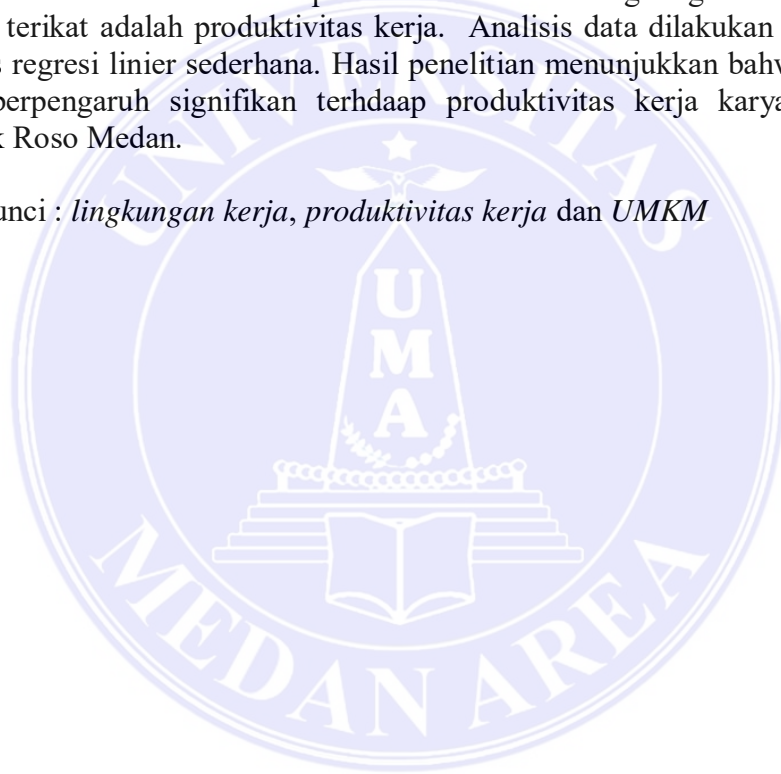 terikat adalah produktivitas kerja. Analisis data dilakukan
regresi linier sederhana. Hasil penelitian menunjukkan
berpengaruh signifikan terhdaap produktivitas kerja
Roso Medan.
: lingkungan kerja, produktivitas kerja dan UMKM
UNIVERSITAS
U
M
A
MEDAN AREA